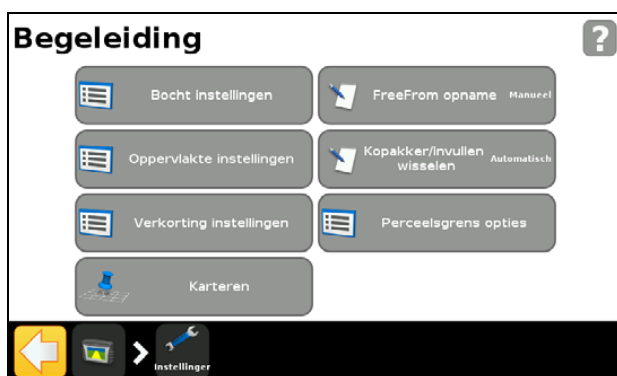 Begeleiding
?
Bocht instellingen
FreeFrom opname Manueel
Oppervlakte instellingen
Kopakker/invullen
wisselen Automatisch
Verkorting instellingen
Perceelsgrens opties
Karteren
Instellinger